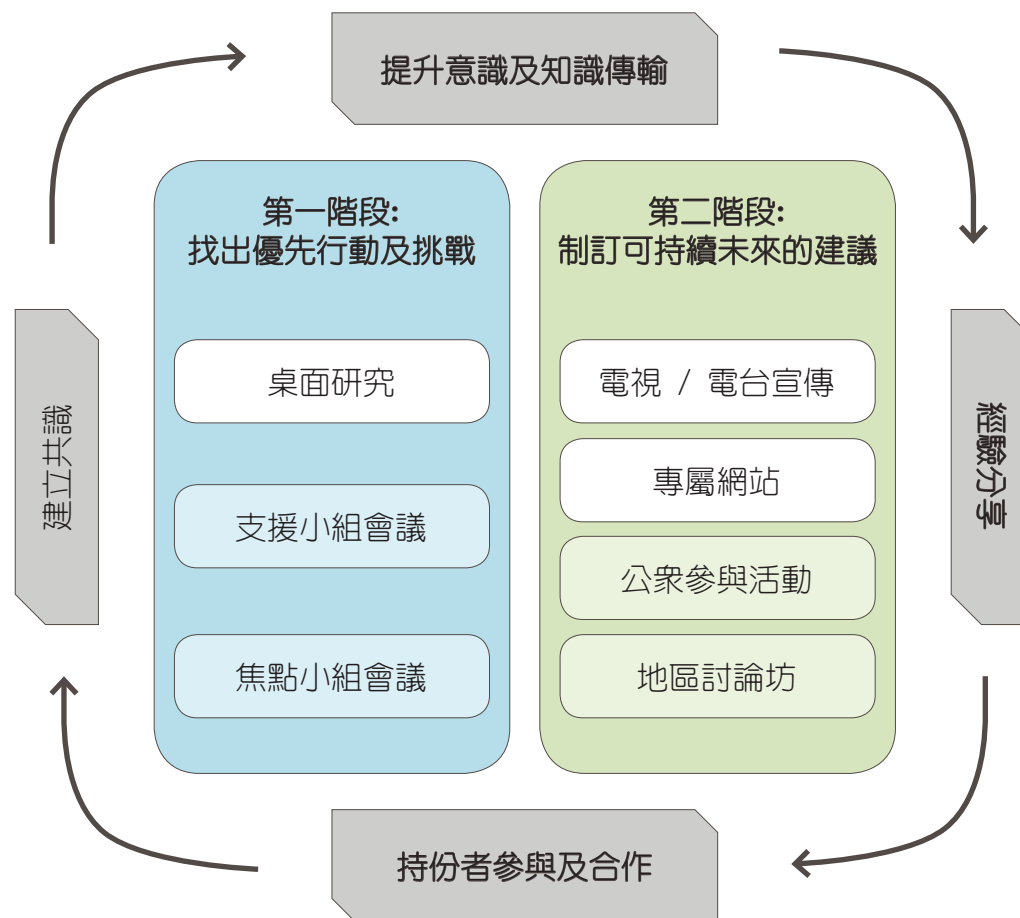 提升意識及知識傳輸
第一階段:
找出優先行動及挑戰
桌面研究
支援小組會議
焦點小組會議
第二階段:
制訂可持續未來的建議
電視 / 電台宣傳
專屬網站
公眾參與活動
地區討論坊
經驗分享
持份者參與及合作
建立共識